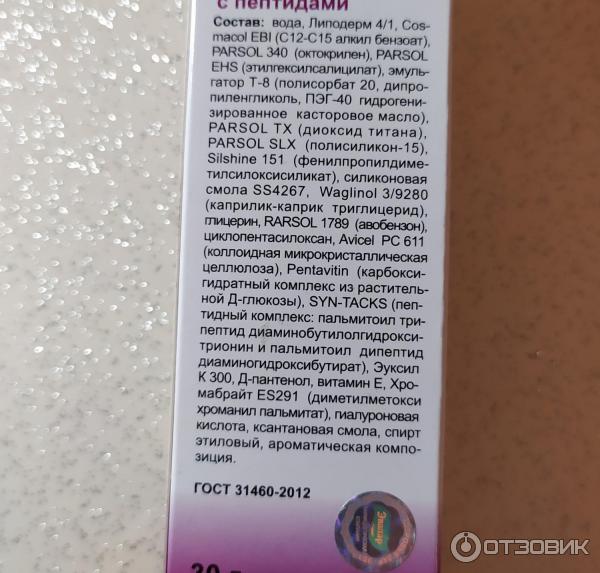 с пептидами
Состав: вода, Липодерм 4/1, Cos-
macol EBI (С12-С15 алкил бензоат),
PARSOL 340 (октокрилен), PARSOL
EHS (этилгексилсалицилат), эмуль-
гатор Т-8 (полисорбат 20, дипро-
пиленгликоль, ПЭГ-40 гидрогени-
зированное касторовое масло),
PARSOL TX (диоксид титана),
PARSOL SLX (полисиликон-15),
Silshine 151 (фенилпропилдиме-
тилсилоксисиликат), силиконовая
смола SS4267, Waglinol 3/9280
(каприлик-каприк триглицерид),
глицерин, RARSOL 1789 (авобензон),
циклопентасилоксан, Avicel PC 611
(коллоидная микрокристаллическая
целлюлоза), Pentavitin (карбокси-
гидратный комплекс из раститель-
ной Д-глюкозы), SYN-TACKS (пеп-
тидный комплекс: пальмитоил три-
пептид диаминобутилолгидрокси-
трионин и пальмитоил дипептид
диаминогидроксибутират), Эуксил
К 300, Д-пантенол, витамин Е, Хро-
мабрайт ES291 (диметилметокси
хроманил пальмитат), гиалуроновая
кислота, ксантановая смола, спирт
этиловый, ароматическая компо-
зиция.
ГОСТ 31460-2012
Эльпар
30
ОТЗОВИК